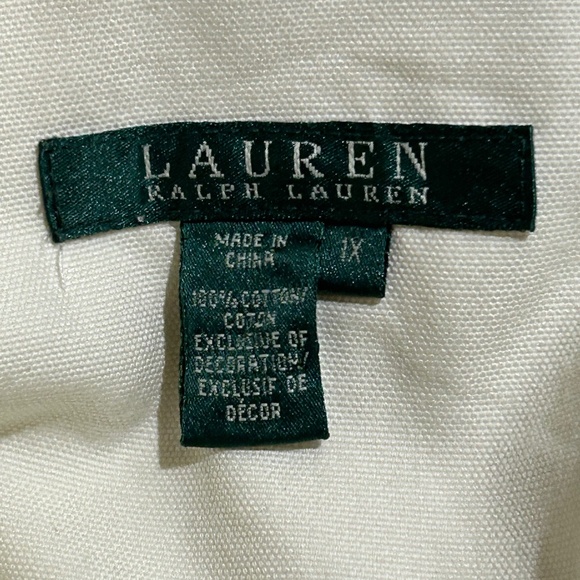 LAUREN
RALPH LAUREN
MADE IN
CHINA
1X
100% COTTON/
COTON
EXCLUSIVE OF
DECORATION/
EXCLUSIF DE
DÉCOR